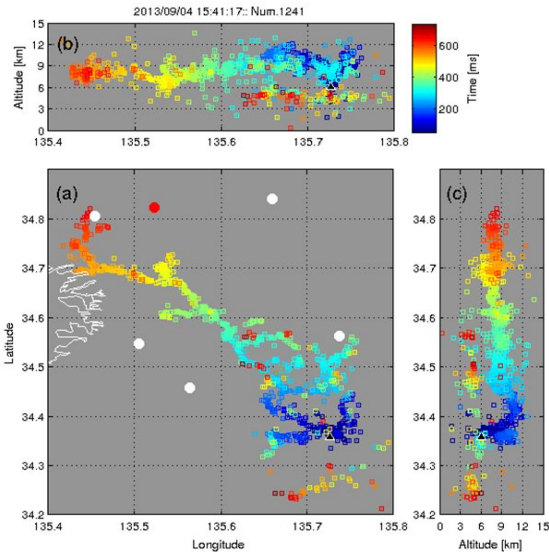 2013/09/04 15:41:17:: Num.1241
(b)
Altitude [km]
15
12
9
6
3
0
135.4 135.5 135.6 135.7 135.8
600
400
200
Time [ms]
(a)
Latitude
34.8
34.7
34.6
34.5
34.4
34.3
34.2
135.4 135.5 135.6 135.7 135.8
Longitude
(c)
34.8
34.7
34.6
34.5
34.4
34.3
34.2
0 3 6 9 12 15
Altitude [km]